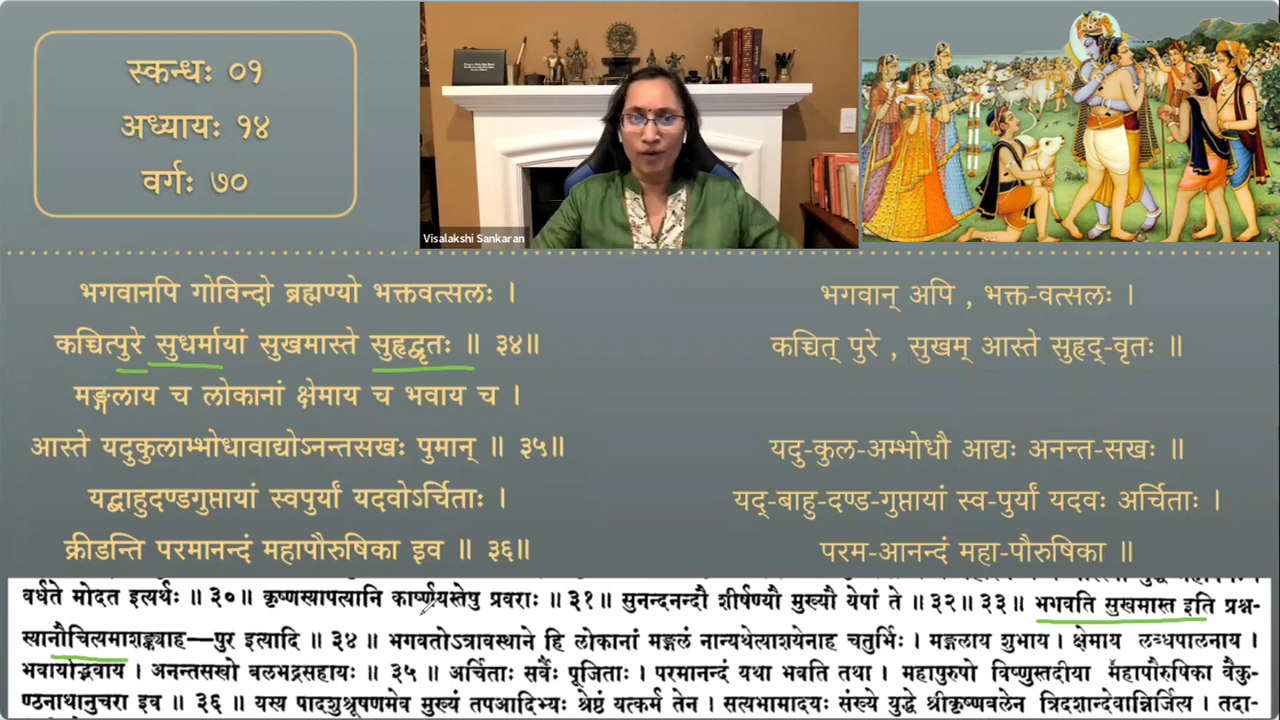 स्कन्धः ०१
अध्यायः १४
वर्गः ७०
Visalakshi Sankaran
भगवानपि गोविन्दो ब्रह्मण्यो भक्तवत्सलः ।
कच्चित्पुरे सुधर्मायां सुखमास्ते सुहृद्वृतः ॥ ३४॥
मङ्गलाय च लोकानां क्षेमाय च भवाय च ।
आस्ते यदुकुलाम्भोधावाद्योऽनन्तसखः पुमान् ॥ ३५॥
यद्बाहुदण्डगुप्तायां स्वपुर्यां यदवोऽर्चिताः ।
क्रीडन्ति परमानन्दं महापौरुषिका इव ॥ ३६॥
भगवान् अपि , भक्त-वत्सलः ।
कच्चित् पुरे , सुखम् आस्ते सुहृद्-वृतः ॥
यदु-कुल-अम्भोधौ आद्यः अनन्त-सखः ॥
यद्-बाहु-दण्ड-गुप्तायां स्व-पुर्यां यदवः अर्चिताः ।
परम-आनन्दं महा-पौरुषिका ॥
वर्धते मोदत इत्यर्थः ॥ ३० ॥ कृष्णस्यापत्यानि कार्ष्णयस्तेषु प्रवराः ॥ ३१ ॥ सुनन्दनन्दौ शीर्षण्यौ मुख्यौ येषां ते ॥ ३२ ॥ ३३ ॥ भगवति सुखमास्त इति प्रश्न-
स्यानौचित्यमाशङ्क्याह—पुर इत्यादि ॥ ३४ ॥ भगवतोऽत्रावस्थाने हि लोकानां मङ्गलं नान्यथेत्याशयेनाह चतुर्भिः । मङ्गलाय शुभाय । क्षेमाय लब्धपालनाय ।
भवायोद्भवाय । अनन्तसखो बलभद्रसहायः ॥ ३५ ॥ अर्चिताः सर्वैः पूजिताः । परमानन्दं यथा भवति तथा । महापुरुषो विष्णुस्तदीया महापौरुषिका वैकु-
ण्ठनाथानुचरा इव ॥ ३६ ॥ यस्य पादशुश्रूषणमेव मुख्यं तपआदिभ्यः श्रेष्ठं यत्कर्म तेन । सत्यभामादयः संख्ये युद्धे श्रीकृष्णबलेन त्रिदशान्देवान्निर्जित्य । तदा-